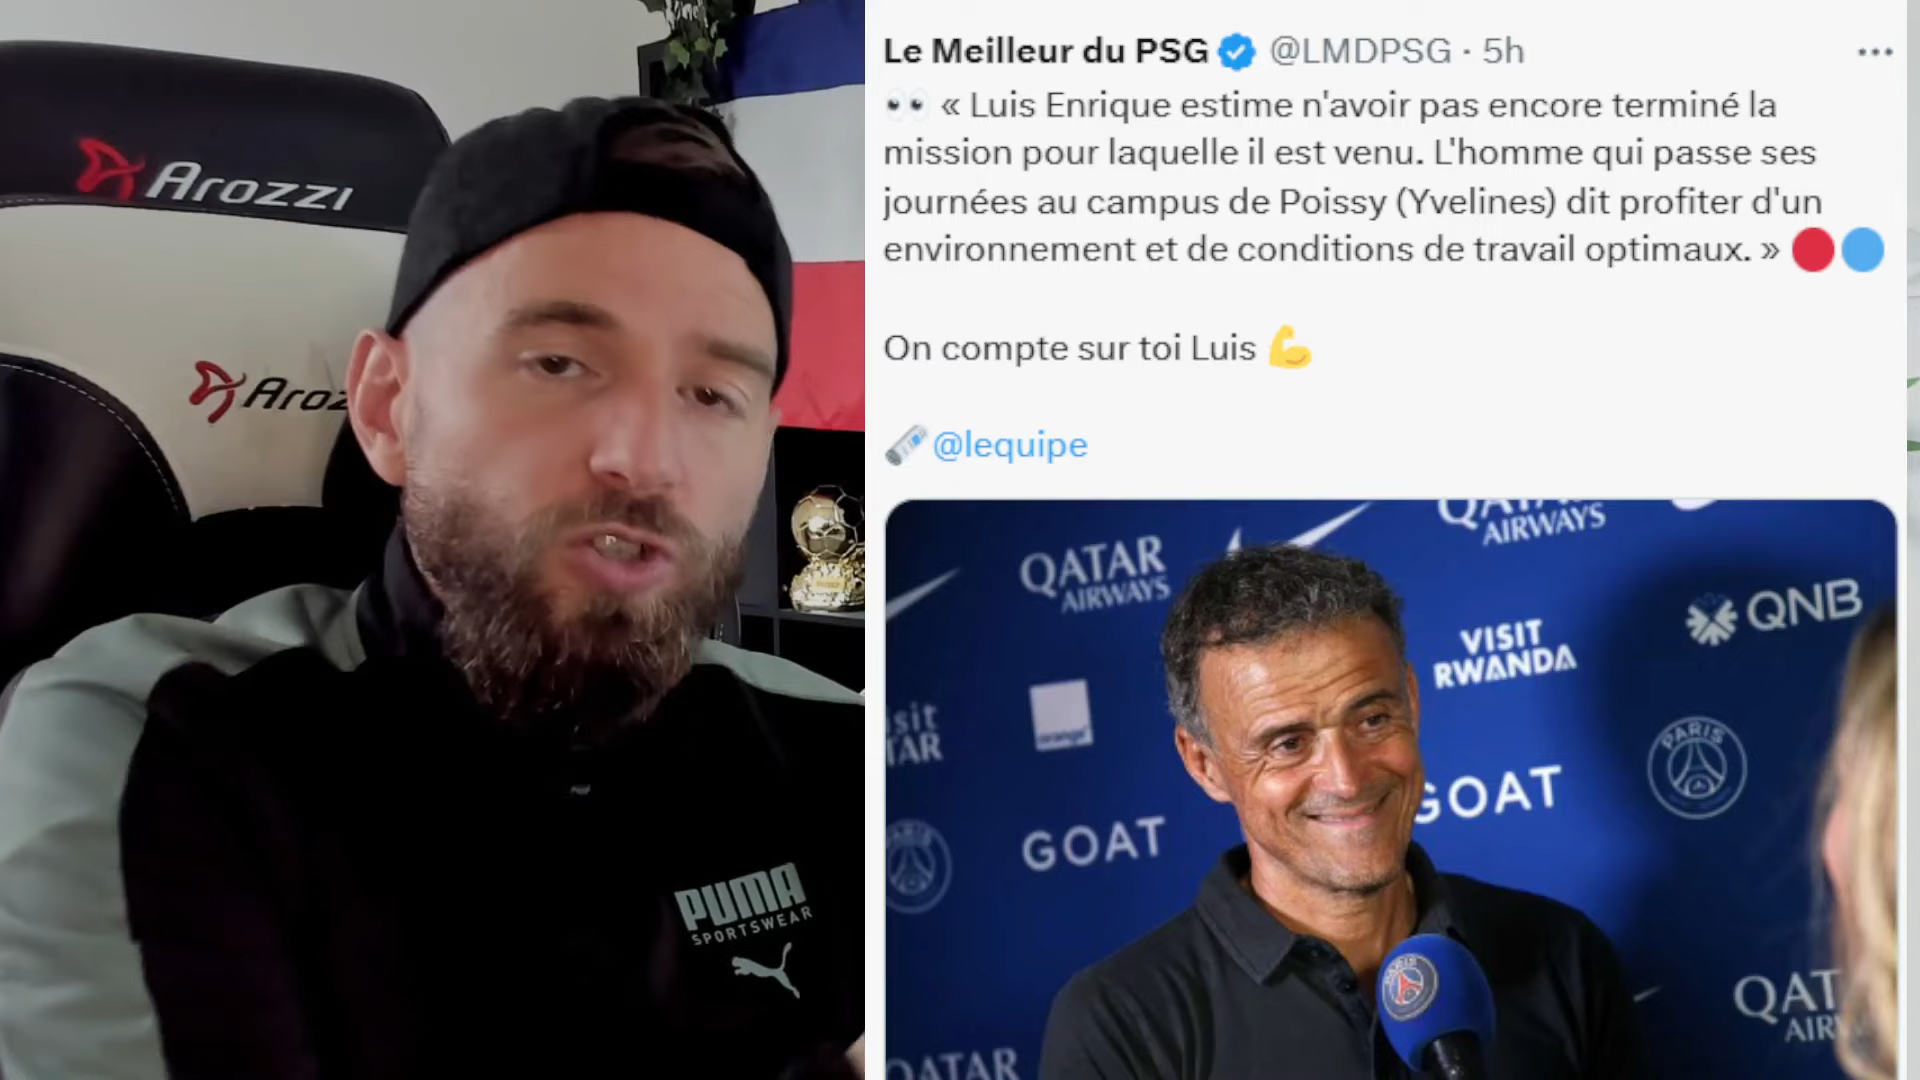 Arozzi
PUMA
SPORTSWEAR
Le Meilleur du PSG @LMDPSG · 5h
« Luis Enrique estime n'avoir pas encore terminé la
mission pour laquelle il est venu. L'homme qui passe ses
journées au campus de Poissy (Yvelines) dit profiter d'un
environnement et de conditions de travail optimaux. »
On compte sur toi Luis
@lequipe
QATAR
AIRWAYS
AIRWAYS
QNB
VISIT
RWANDA
orange
PARIS
GOAT
GOAT
PARIS
QATAR